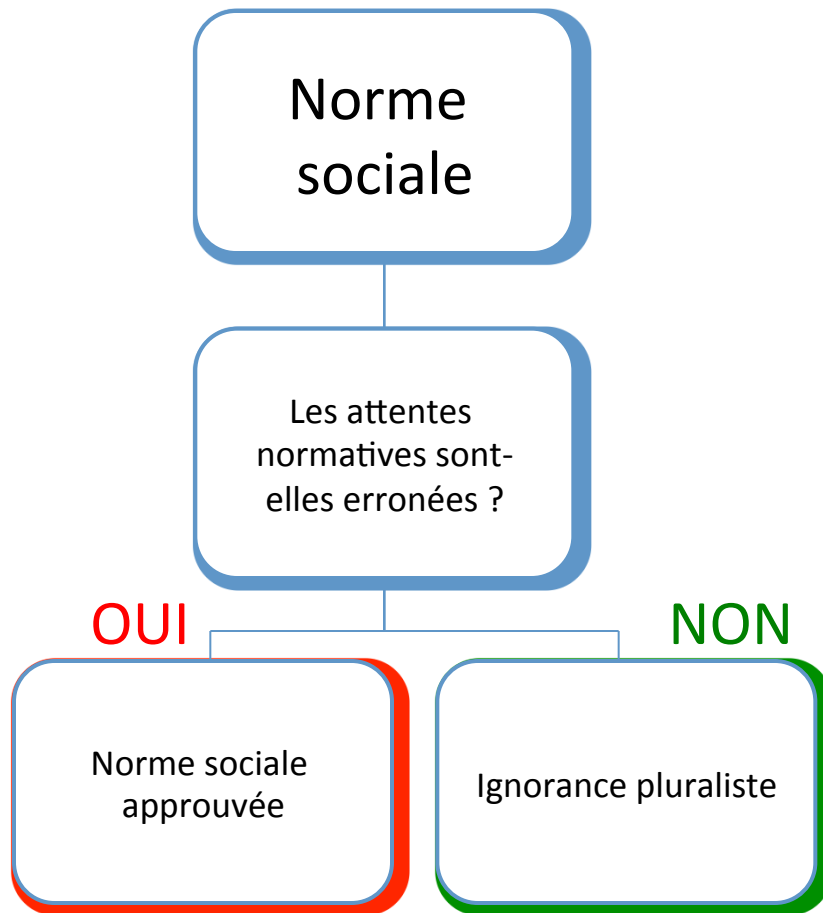 Norme
sociale
Les attentes
normatives sont-
elles erronées ?
OUI
NON
Norme sociale
approuvée
Ignorance pluraliste